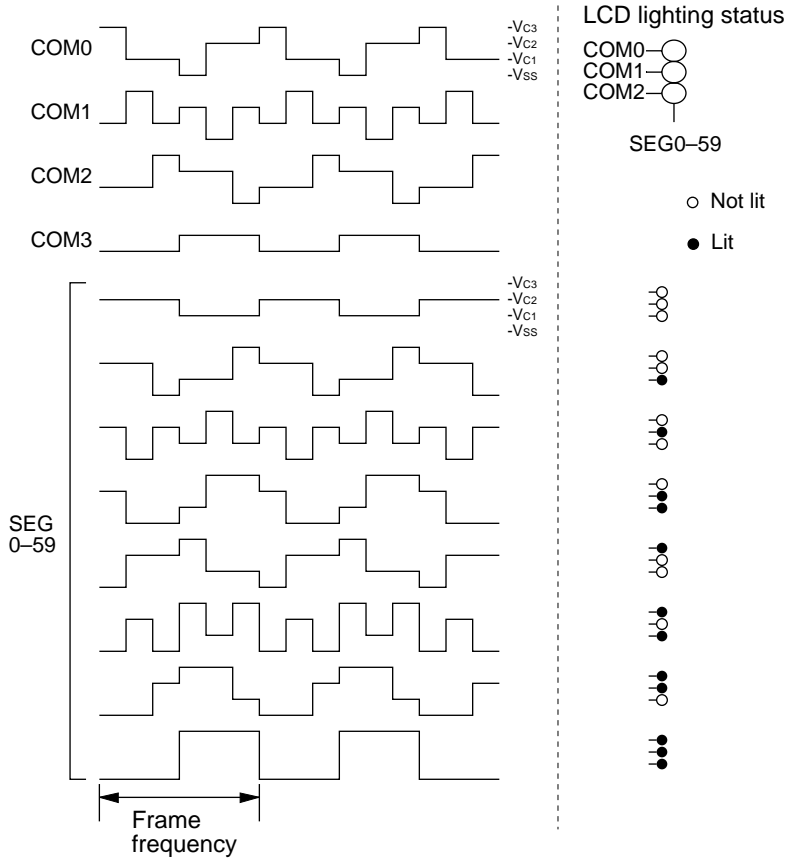 LCD lighting status
COM0
-VC3
-VC2
-VC1
-VSS
COM0
COM1
COM2
SEG0–59
COM1
COM2
Not lit
COM3
Lit
-VC3
-VC2
-VC1
-VSS
SEG
0–59
Frame
frequency